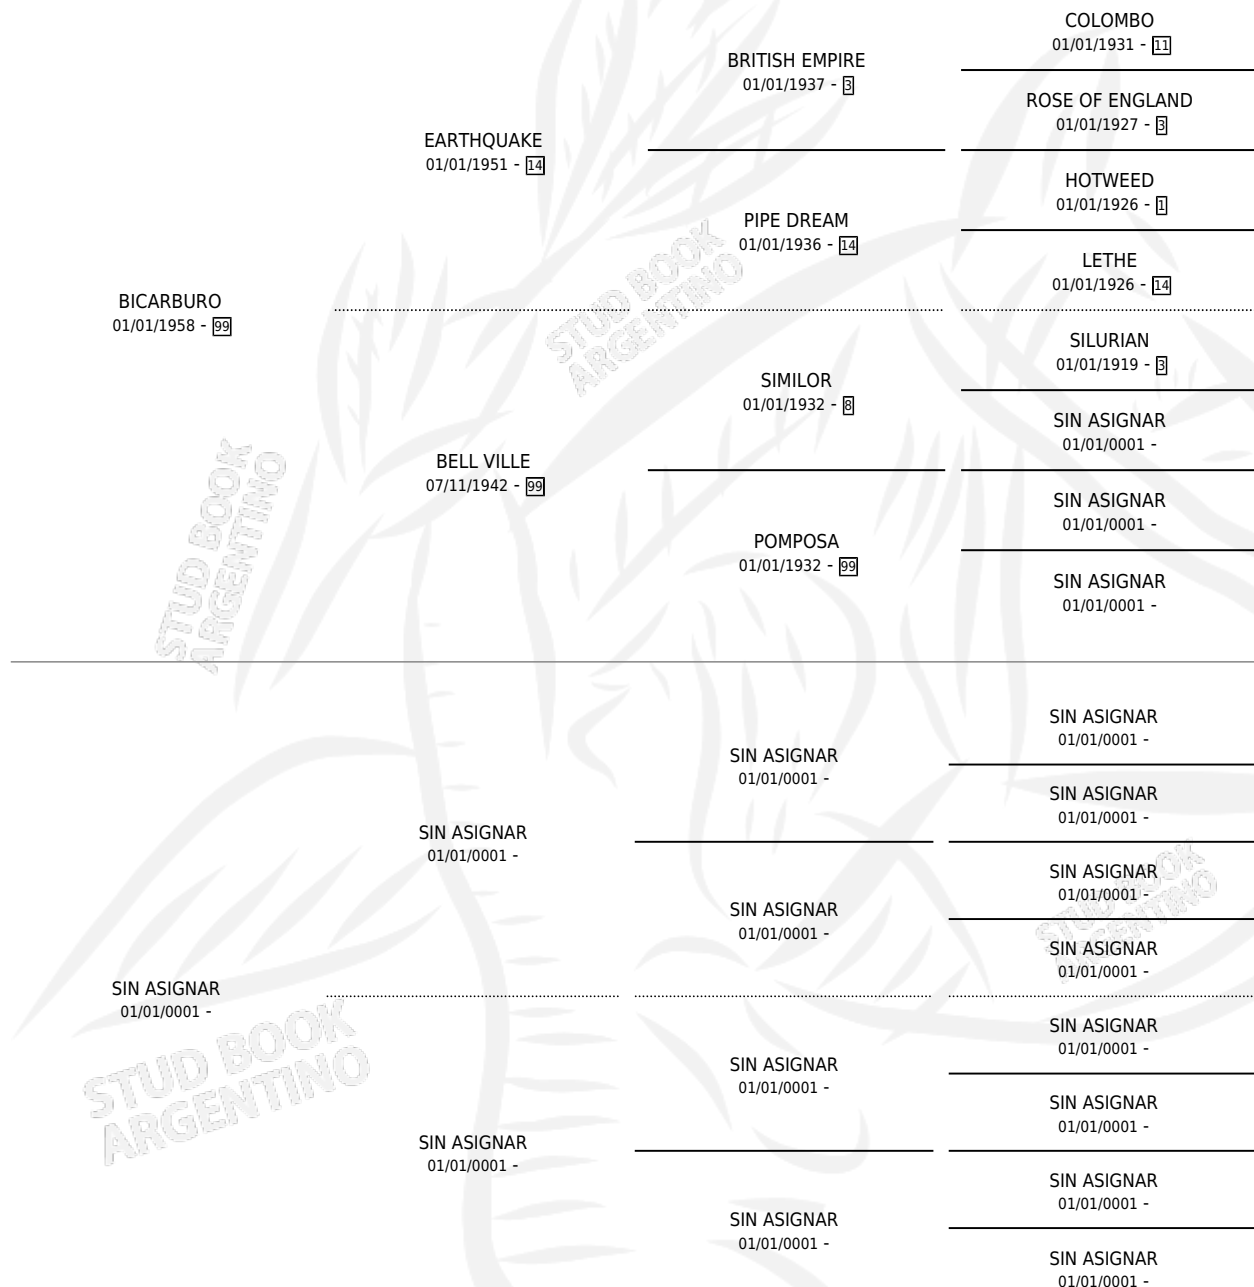 COLOMBO
01/01/1931 - 11
BRITISH EMPIRE
01/01/1937 - 3
ROSE OF ENGLAND
01/01/1927 - 3
EARTHQUAKE
01/01/1951 - 14
HOTWEED
01/01/1926 - 1
PIPE DREAM
01/01/1936 - 14
LETHE
01/01/1926 - 14
BICARBURO
01/01/1958 - 99
STUD BOOK
ARGENTINO
SILURIAN
01/01/1919 - 3
SIMILOR
01/01/1932 - 8
SIN ASIGNAR
01/01/0001 -
BELL VILLE
07/11/1942 - 99
SIN ASIGNAR
01/01/0001 -
POMPOSA
01/01/1932 - 99
SIN ASIGNAR
01/01/0001 -
STUD BOOK
ARGENTINO
SIN ASIGNAR
01/01/0001 -
SIN ASIGNAR
01/01/0001 -
SIN ASIGNAR
01/01/0001 -
SIN ASIGNAR
01/01/0001 -
SIN ASIGNAR
01/01/0001 -
SIN ASIGNAR
01/01/0001 -
SIN ASIGNAR
01/01/0001 -
STUD BOOK
ARGENTINO
SIN ASIGNAR
01/01/0001 -
SIN ASIGNAR
01/01/0001 -
SIN ASIGNAR
01/01/0001 -
STUD BOOK
ARGENTINO
SIN ASIGNAR
01/01/0001 -
SIN ASIGNAR
01/01/0001 -
SIN ASIGNAR
01/01/0001 -
SIN ASIGNAR
01/01/0001 -
SIN ASIGNAR
01/01/0001 -